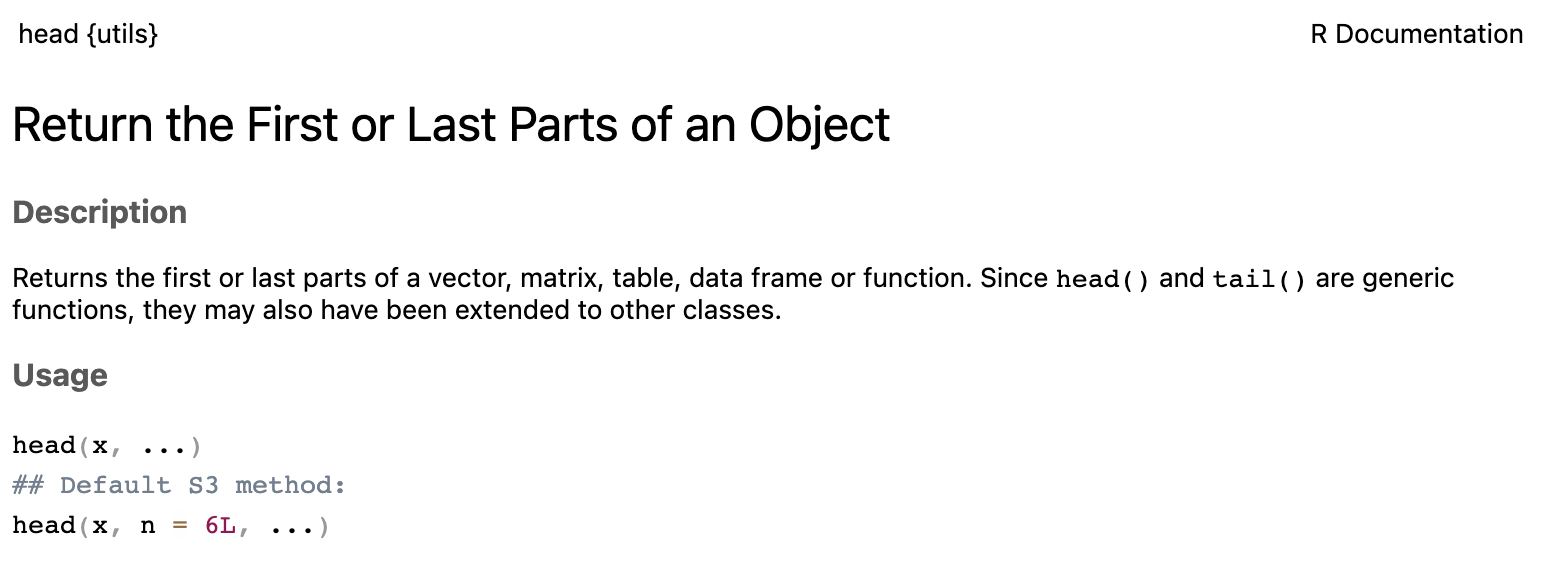 head {utils}
R Documentation
Return the First or Last Parts of an Object
Description
Returns the first or last parts of a vector, matrix, table, data frame or function. Since head() and tail() are generic
functions, they may also have been extended to other classes.
Usage
head(x, ...)
## Default S3 method:
head(x, n = 6L, ...)